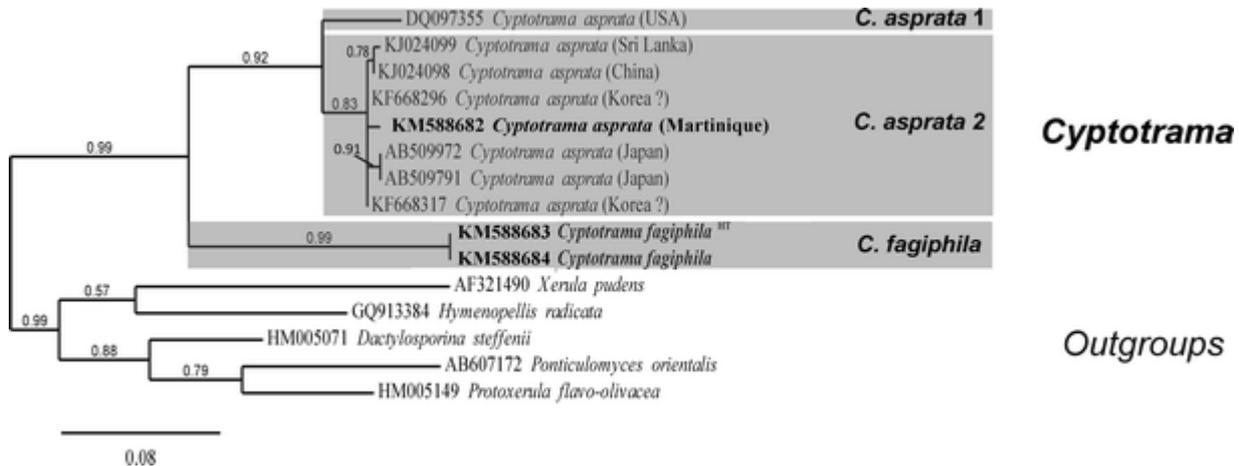 DQ097355 Cyptotrama asprata (USA) C. asprata 1
0.92
0.78 KJ024099 Cyptotrama asprata (Sri Lanka)
KJ024098 Cyptotrama asprata (China)
0.83 KF668296 Cyptotrama asprata (Korea ?)
KM588682 Cyptotrama asprata (Martinique) C. asprata 2
Cyptotrama
0.99
0.91 AB509972 Cyptotrama asprata (Japan)
AB509791 Cyptotrama asprata (Japan)
KF668317 Cyptotrama asprata (Korea ?)
0.99 KM588683 Cyptotrama fagiphila HT
C. fagiphila
KM588684 Cyptotrama fagiphila
AF321490 Xerula pudens
0.57
GQ913384 Hymenopellis radicata
0.99
HM005071 Dactylosporina steffenii
Outgroups
0.88
AB607172 Ponticulomyces orientalis
0.79
HM005149 Protoxerula flavo-olivacea
0.08